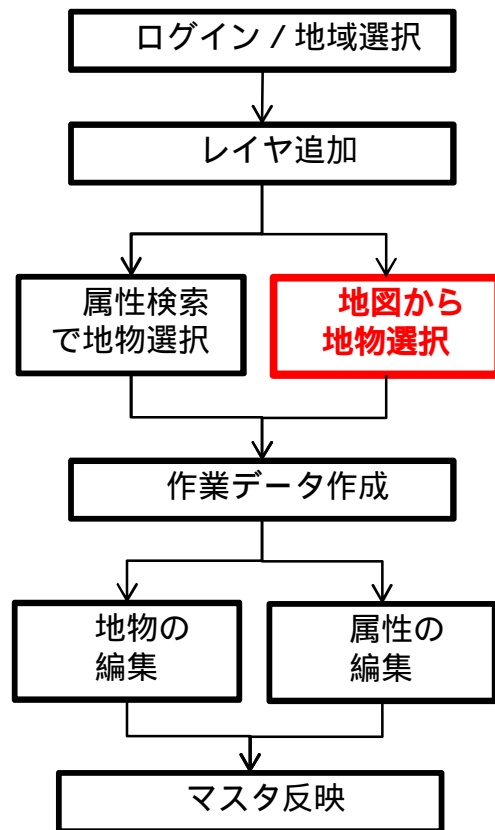 ログイン / 地域選択
レイヤ追加
属性検索
で地物選択
地図から
地物選択
作業データ作成
地物の
編集
属性の
編集
マスタ反映